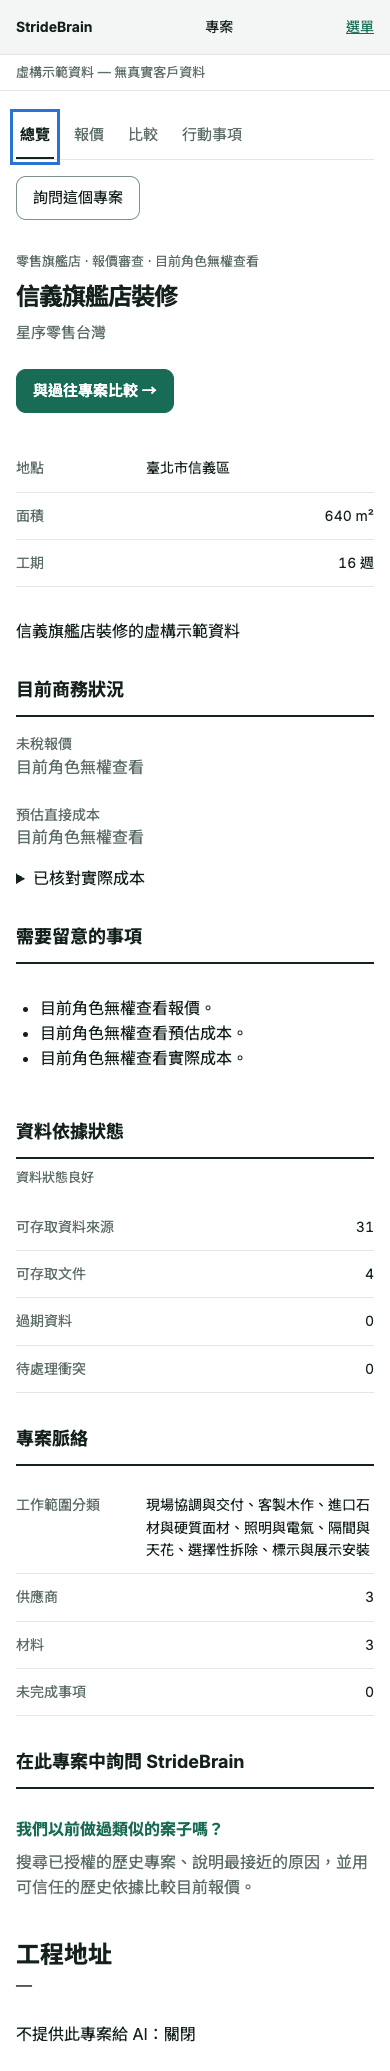 StrideBrain 專案 選單
虛構示範資料 — 無真實客戶資料
總覽 報價 比較 行動事項
詢問這個專案
零售旗艦店 · 報價審查 · 目前角色無權查看
信義旗艦店裝修
星序零售台灣
與過往專案比較 →
地點 臺北市信義區
面積 640 m²
工期 16 週
信義旗艦店裝修的虛構示範資料
目前商務狀況
未稅報價
目前角色無權查看
預估直接成本
目前角色無權查看
▶ 已核對實際成本
需要留意的事項
• 目前角色無權查看報價。
• 目前角色無權查看預估成本。
• 目前角色無權查看實際成本。
資料依據狀態
資料狀態良好
可存取資料來源 31
可存取文件 4
過期資料 0
待處理衝突 0
專案脈絡
工作範圍分類 現場協調與交付、客製木作、進口石
材與硬質面材、照明與電氣、隔間與
天花、選擇性拆除、標示與展示安裝
供應商 3
材料 3
未完成事項 0
在此專案中詢問 StrideBrain
我們以前做過類似的案子嗎？
搜尋已授權的歷史專案、說明最接近的原因，並用
可信任的歷史依據比較目前報價。
工程地址
—
不提供此專案給 AI：關閉